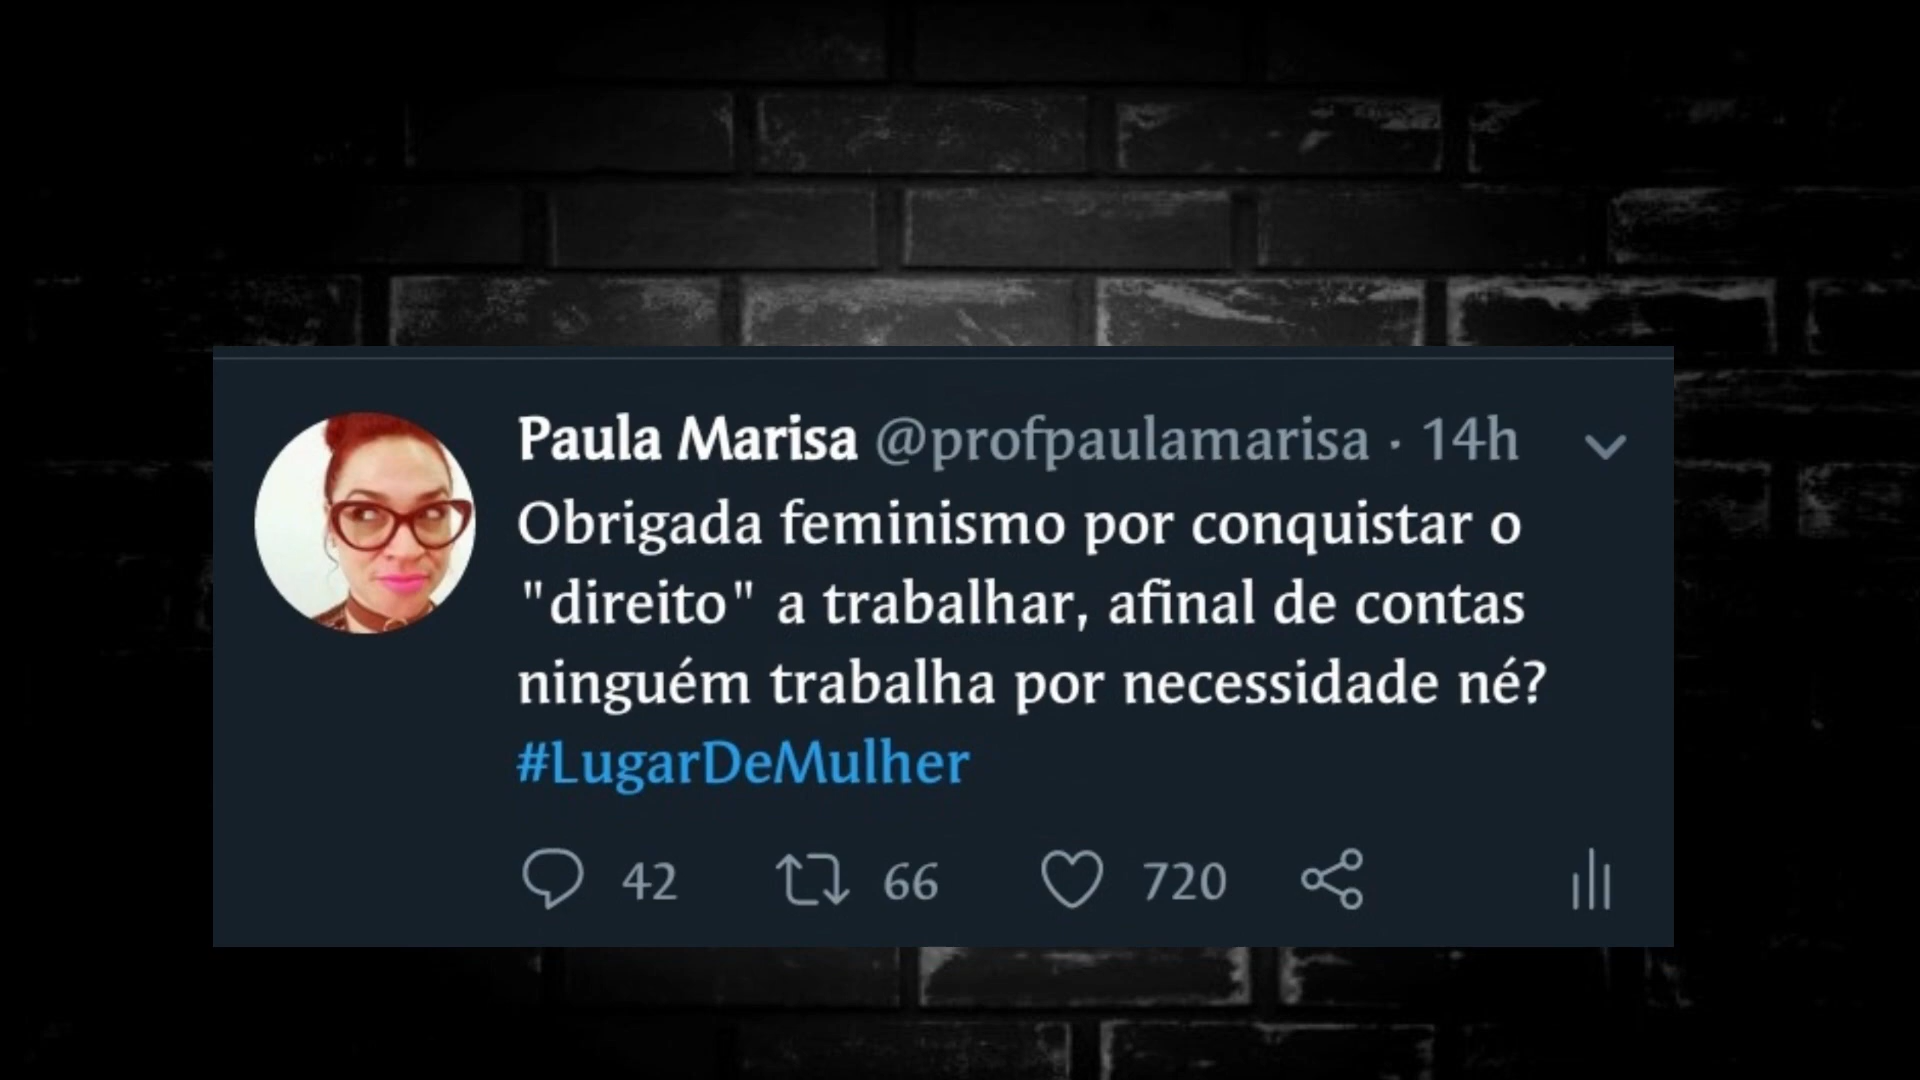 Paula Marisa @profpaulamarisa · 14h
Obrigada feminismo por conquistar o
"direito" a trabalhar, afinal de contas
ninguém trabalha por necessidade né?
#LugarDeMulher
42 66 720